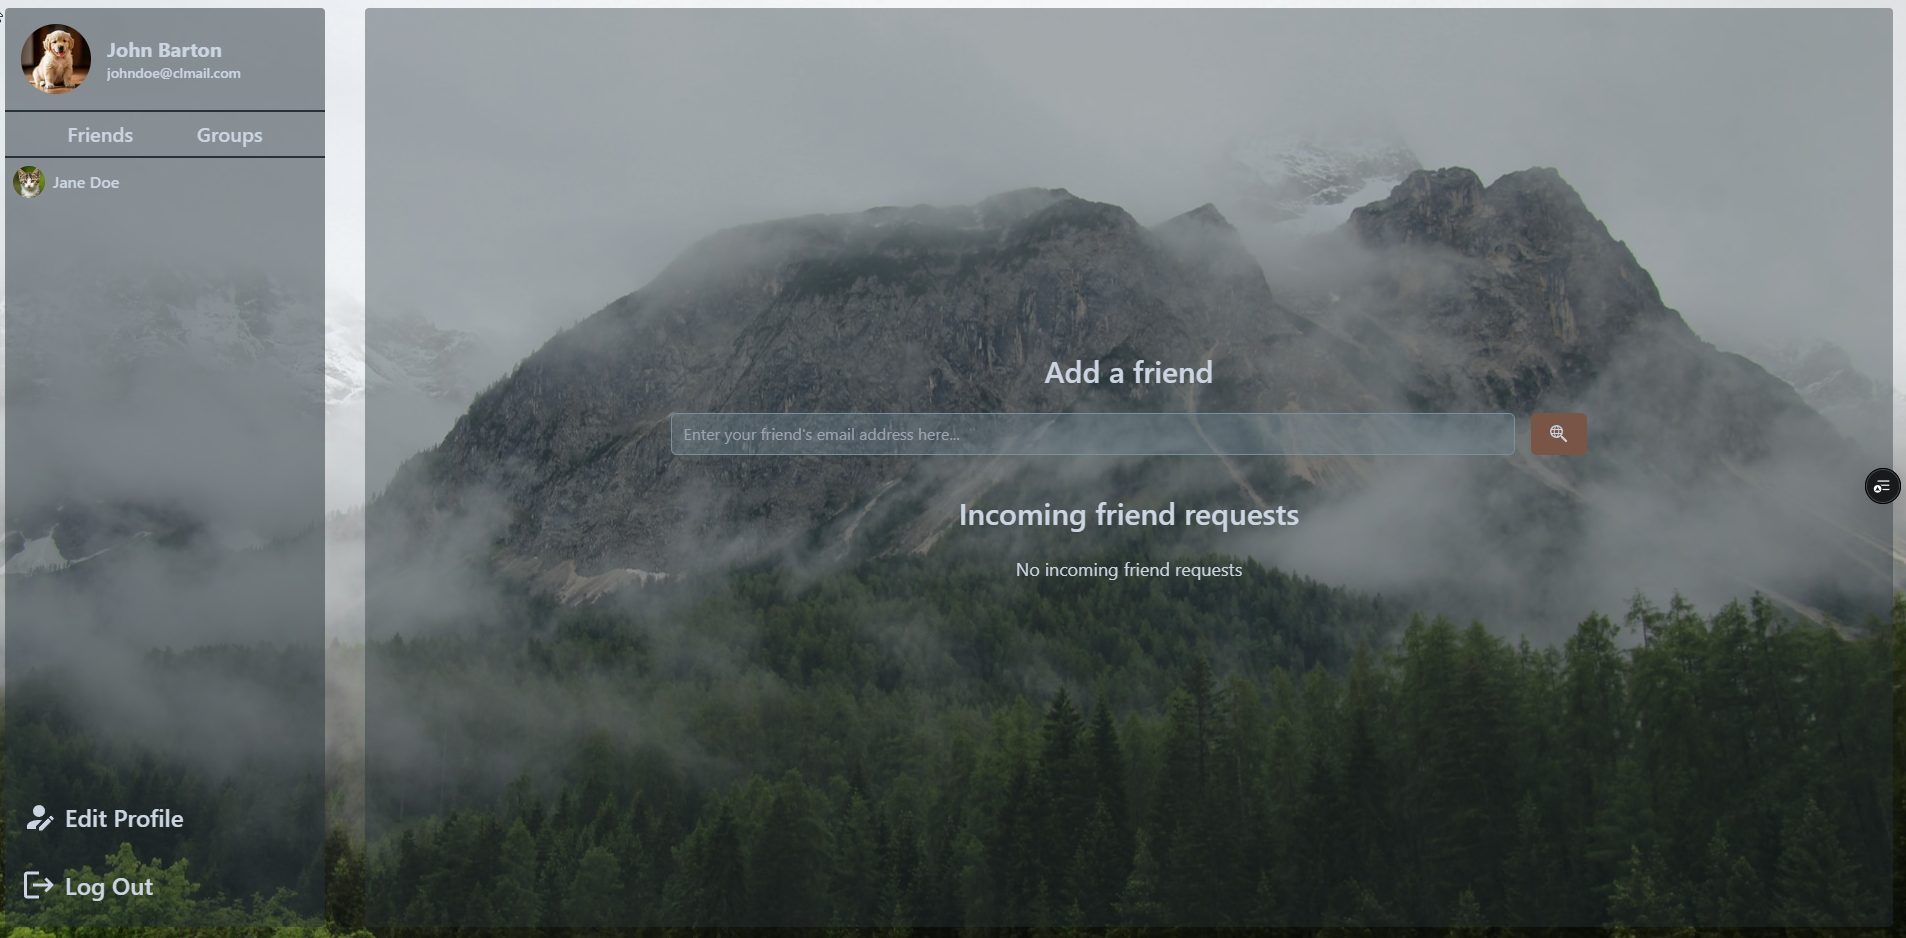 John Barton
johndoe@clmail.com
Friends
Groups
Jane Doe
Add a friend
Enter your friend's email address here...
Incoming friend requests
No incoming friend requests
Edit Profile
Log Out